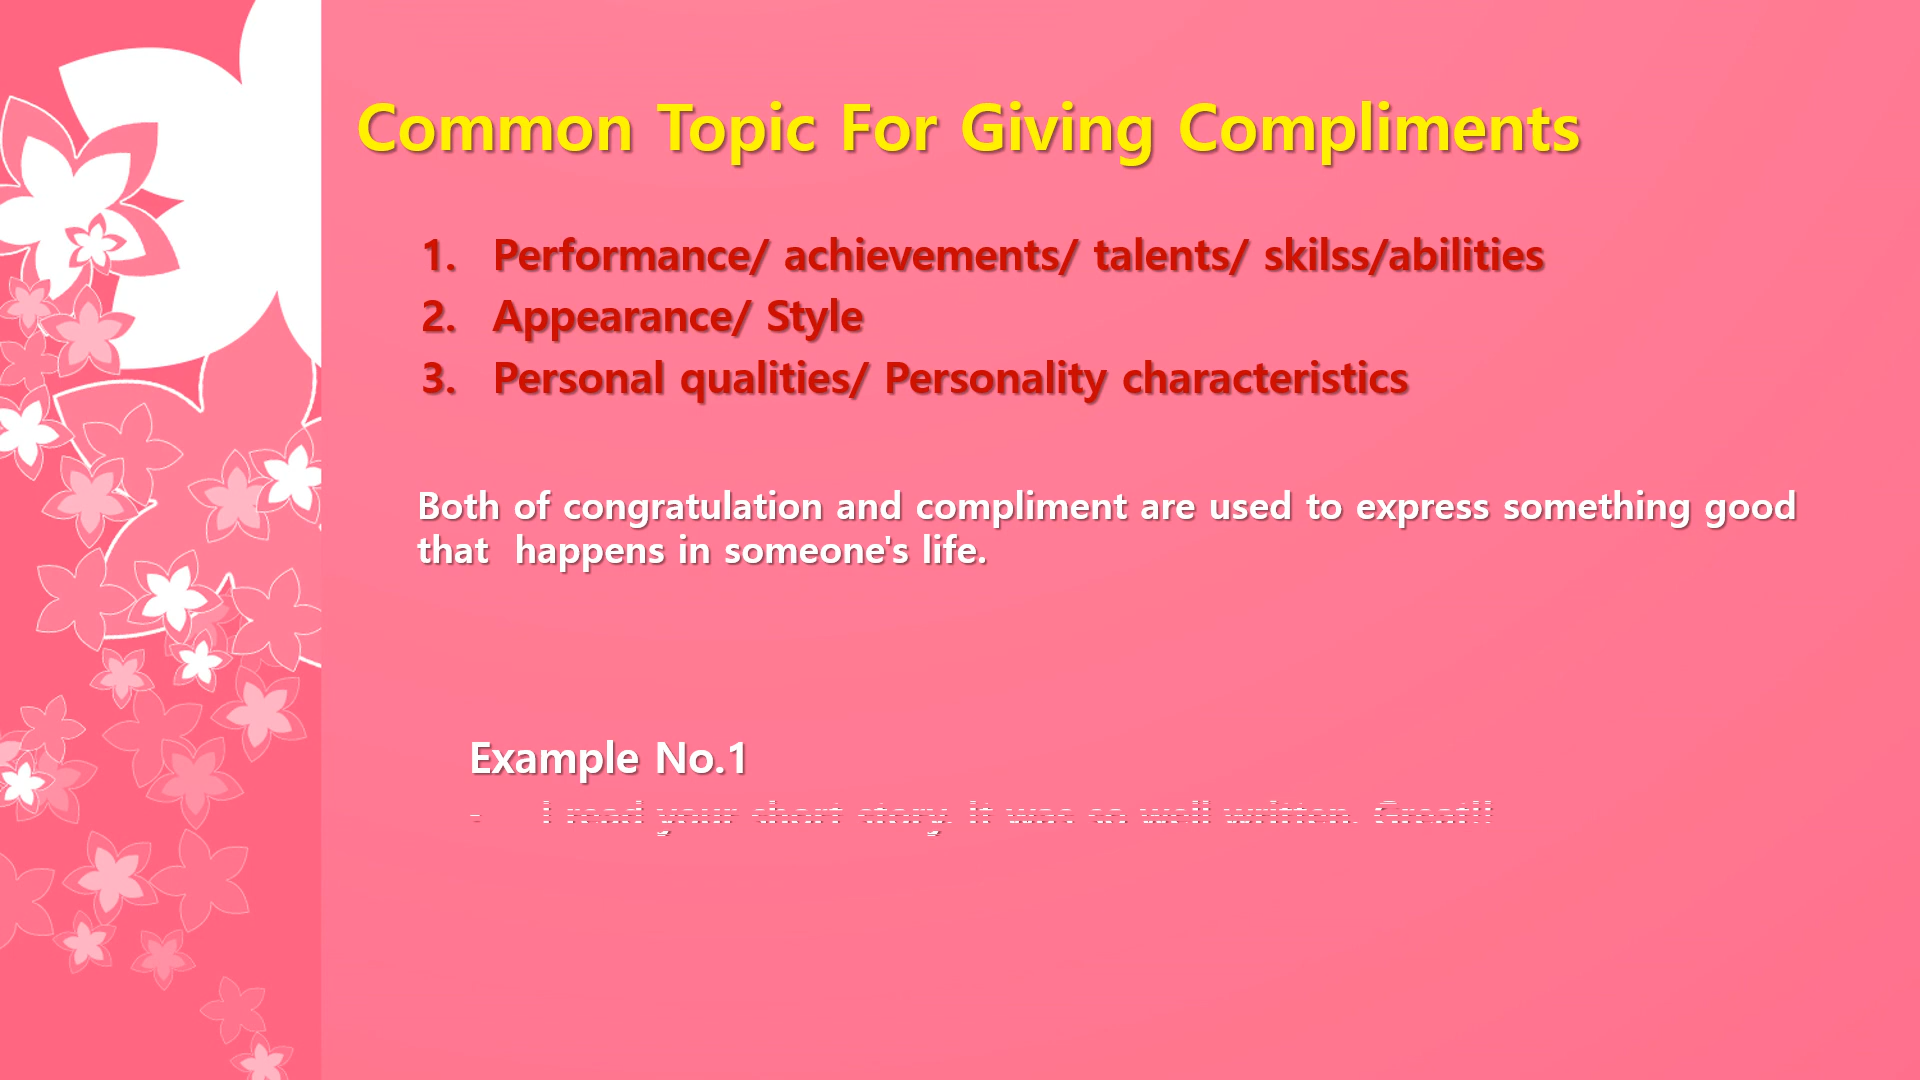 Common Topic For Giving Compliments
1. Performance/ achievements/ talents/ skilss/abilities
2. Appearance/ Style
3. Personal qualities/ Personality characteristics
Both of congratulation and compliment are used to express something good
that happens in someone's life.
Example No.1
- I read your short story. It was so well written. Great!!